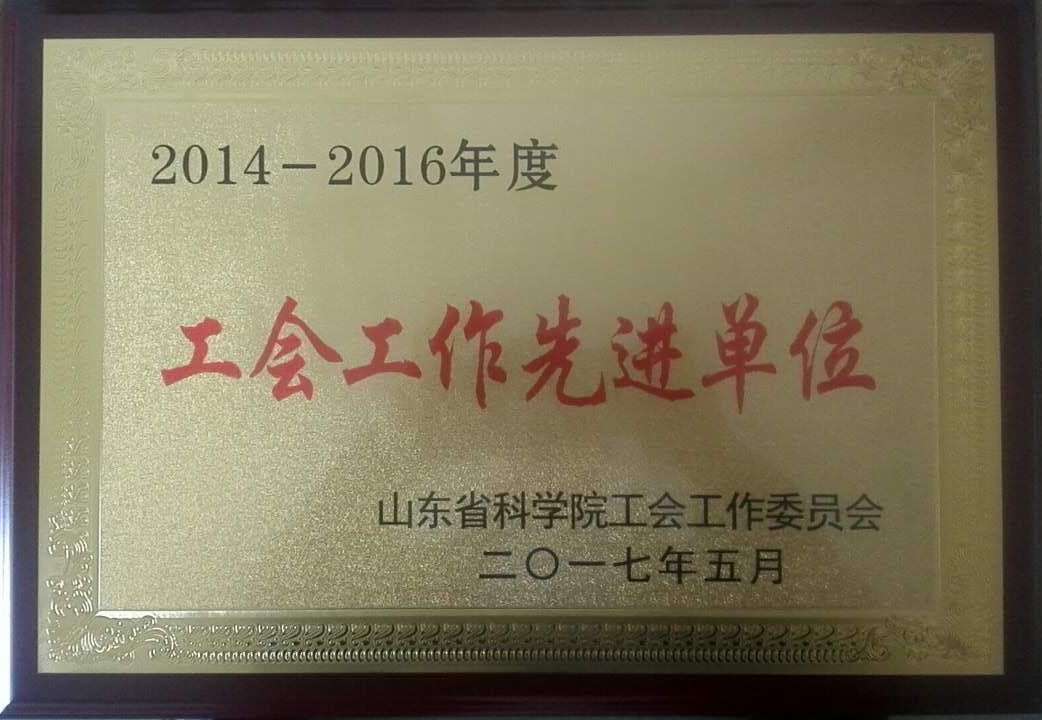 2014－2016年度
工会工作先进单位
山东省科学院工会工作委员会
二〇一七年五月